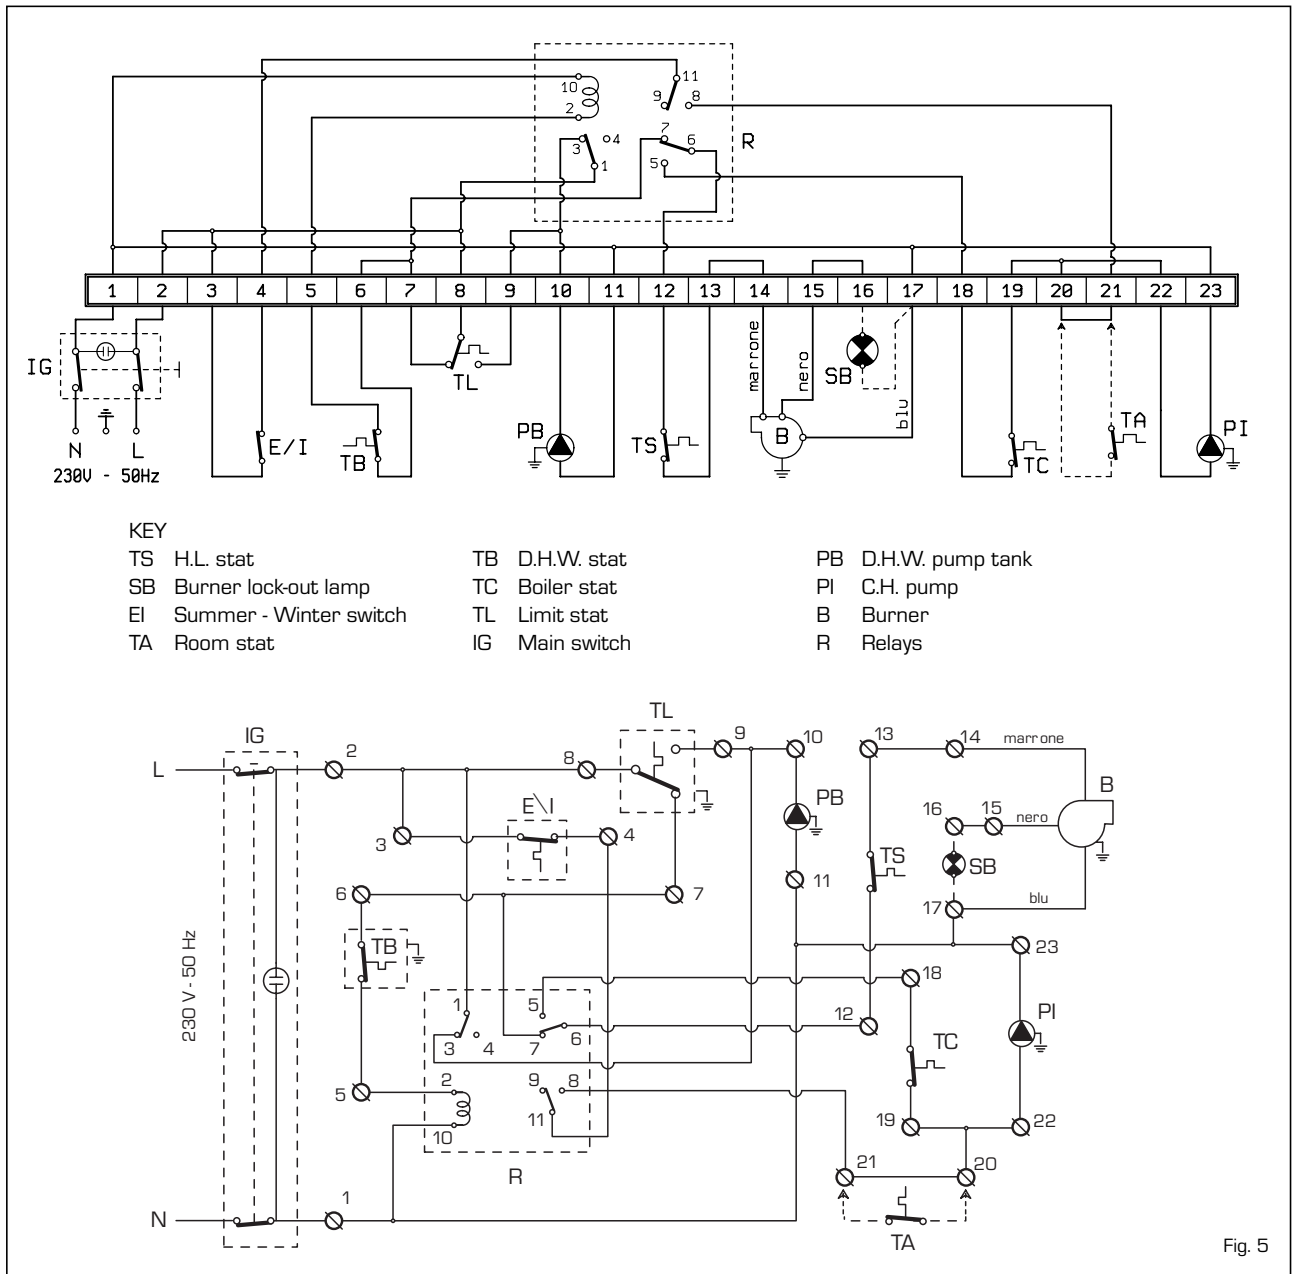 11
10
9
8
2
7
6
3
4
5
1
R
1 2 3 4 5 6 7 8 9 10 11 12 13 14 15 16 17 18 19 20 21 22 23
marrone
nero
blu
IG
TL
SB
N
L
230V - 50Hz
E/I
TB
PB
TS
B
TC
TA
PI
KEY
TS H.L. stat
SB Burner lock-out lamp
EI Summer - Winter switch
TA Room stat
TB D.H.W. stat
TC Boiler stat
TL Limit stat
IG Main switch
PB D.H.W. pump tank
PI C.H. pump
B Burner
R Relays
TL
IG
L
2
8
9
10
13
14
marrone
B
E\I
PB
3
4
16
15
nero
TS
SB
11
6
7
17
blu
TB
23
230 V - 50 Hz
18
1
5
12
PI
3
4
7
6
TC
5
2
9
8
11
10
19
22
R
21
20
1
N
TA
Fig. 5